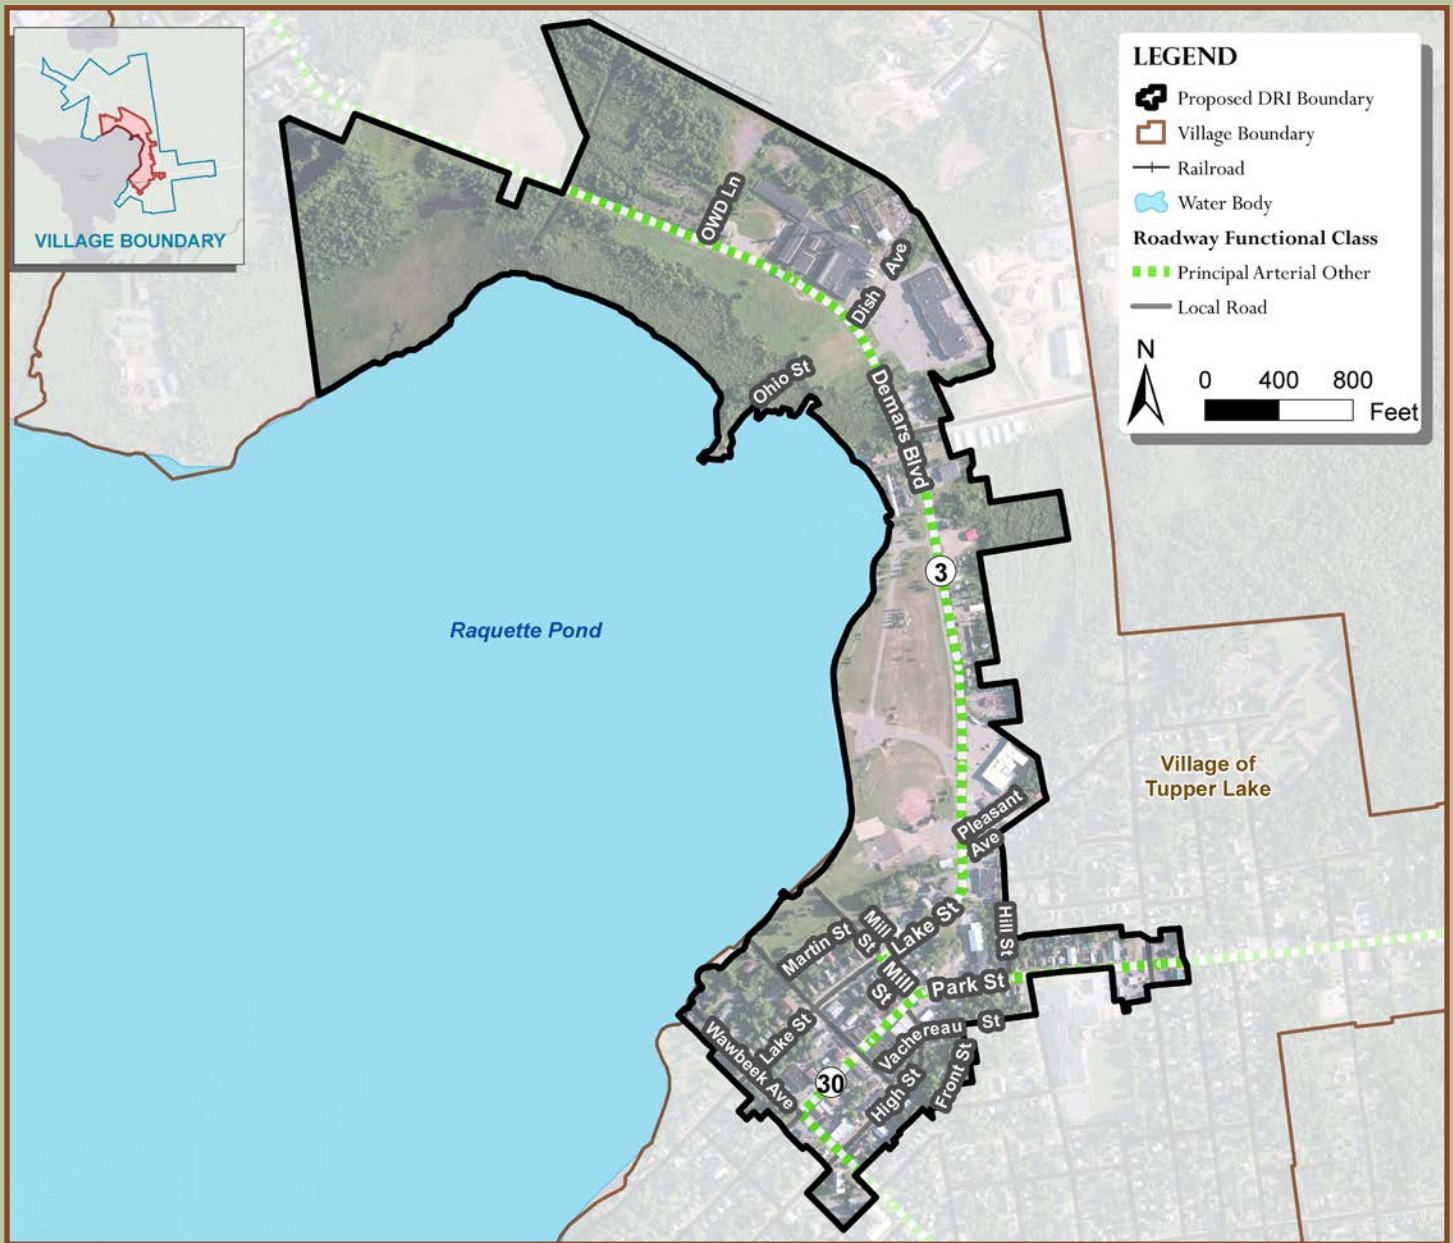 VILLAGE BOUNDARY
LEGEND
Proposed DRI Boundary
Village Boundary
Railroad
Water Body
Roadway Functional Class
Principal Arterial Other
Local Road
N
0 400 800
Feet
OWD Ln
Dish Ave
Ohio St
Demars Blvd
3
Raquette Pond
Village of
Tupper Lake
Pleasant
Ave
Hill St
Lake St
Mill
St
Martin St
Mill
St
Park St
Vachereau St
Lake St
Wawbeek Ave
30
High St
Front St